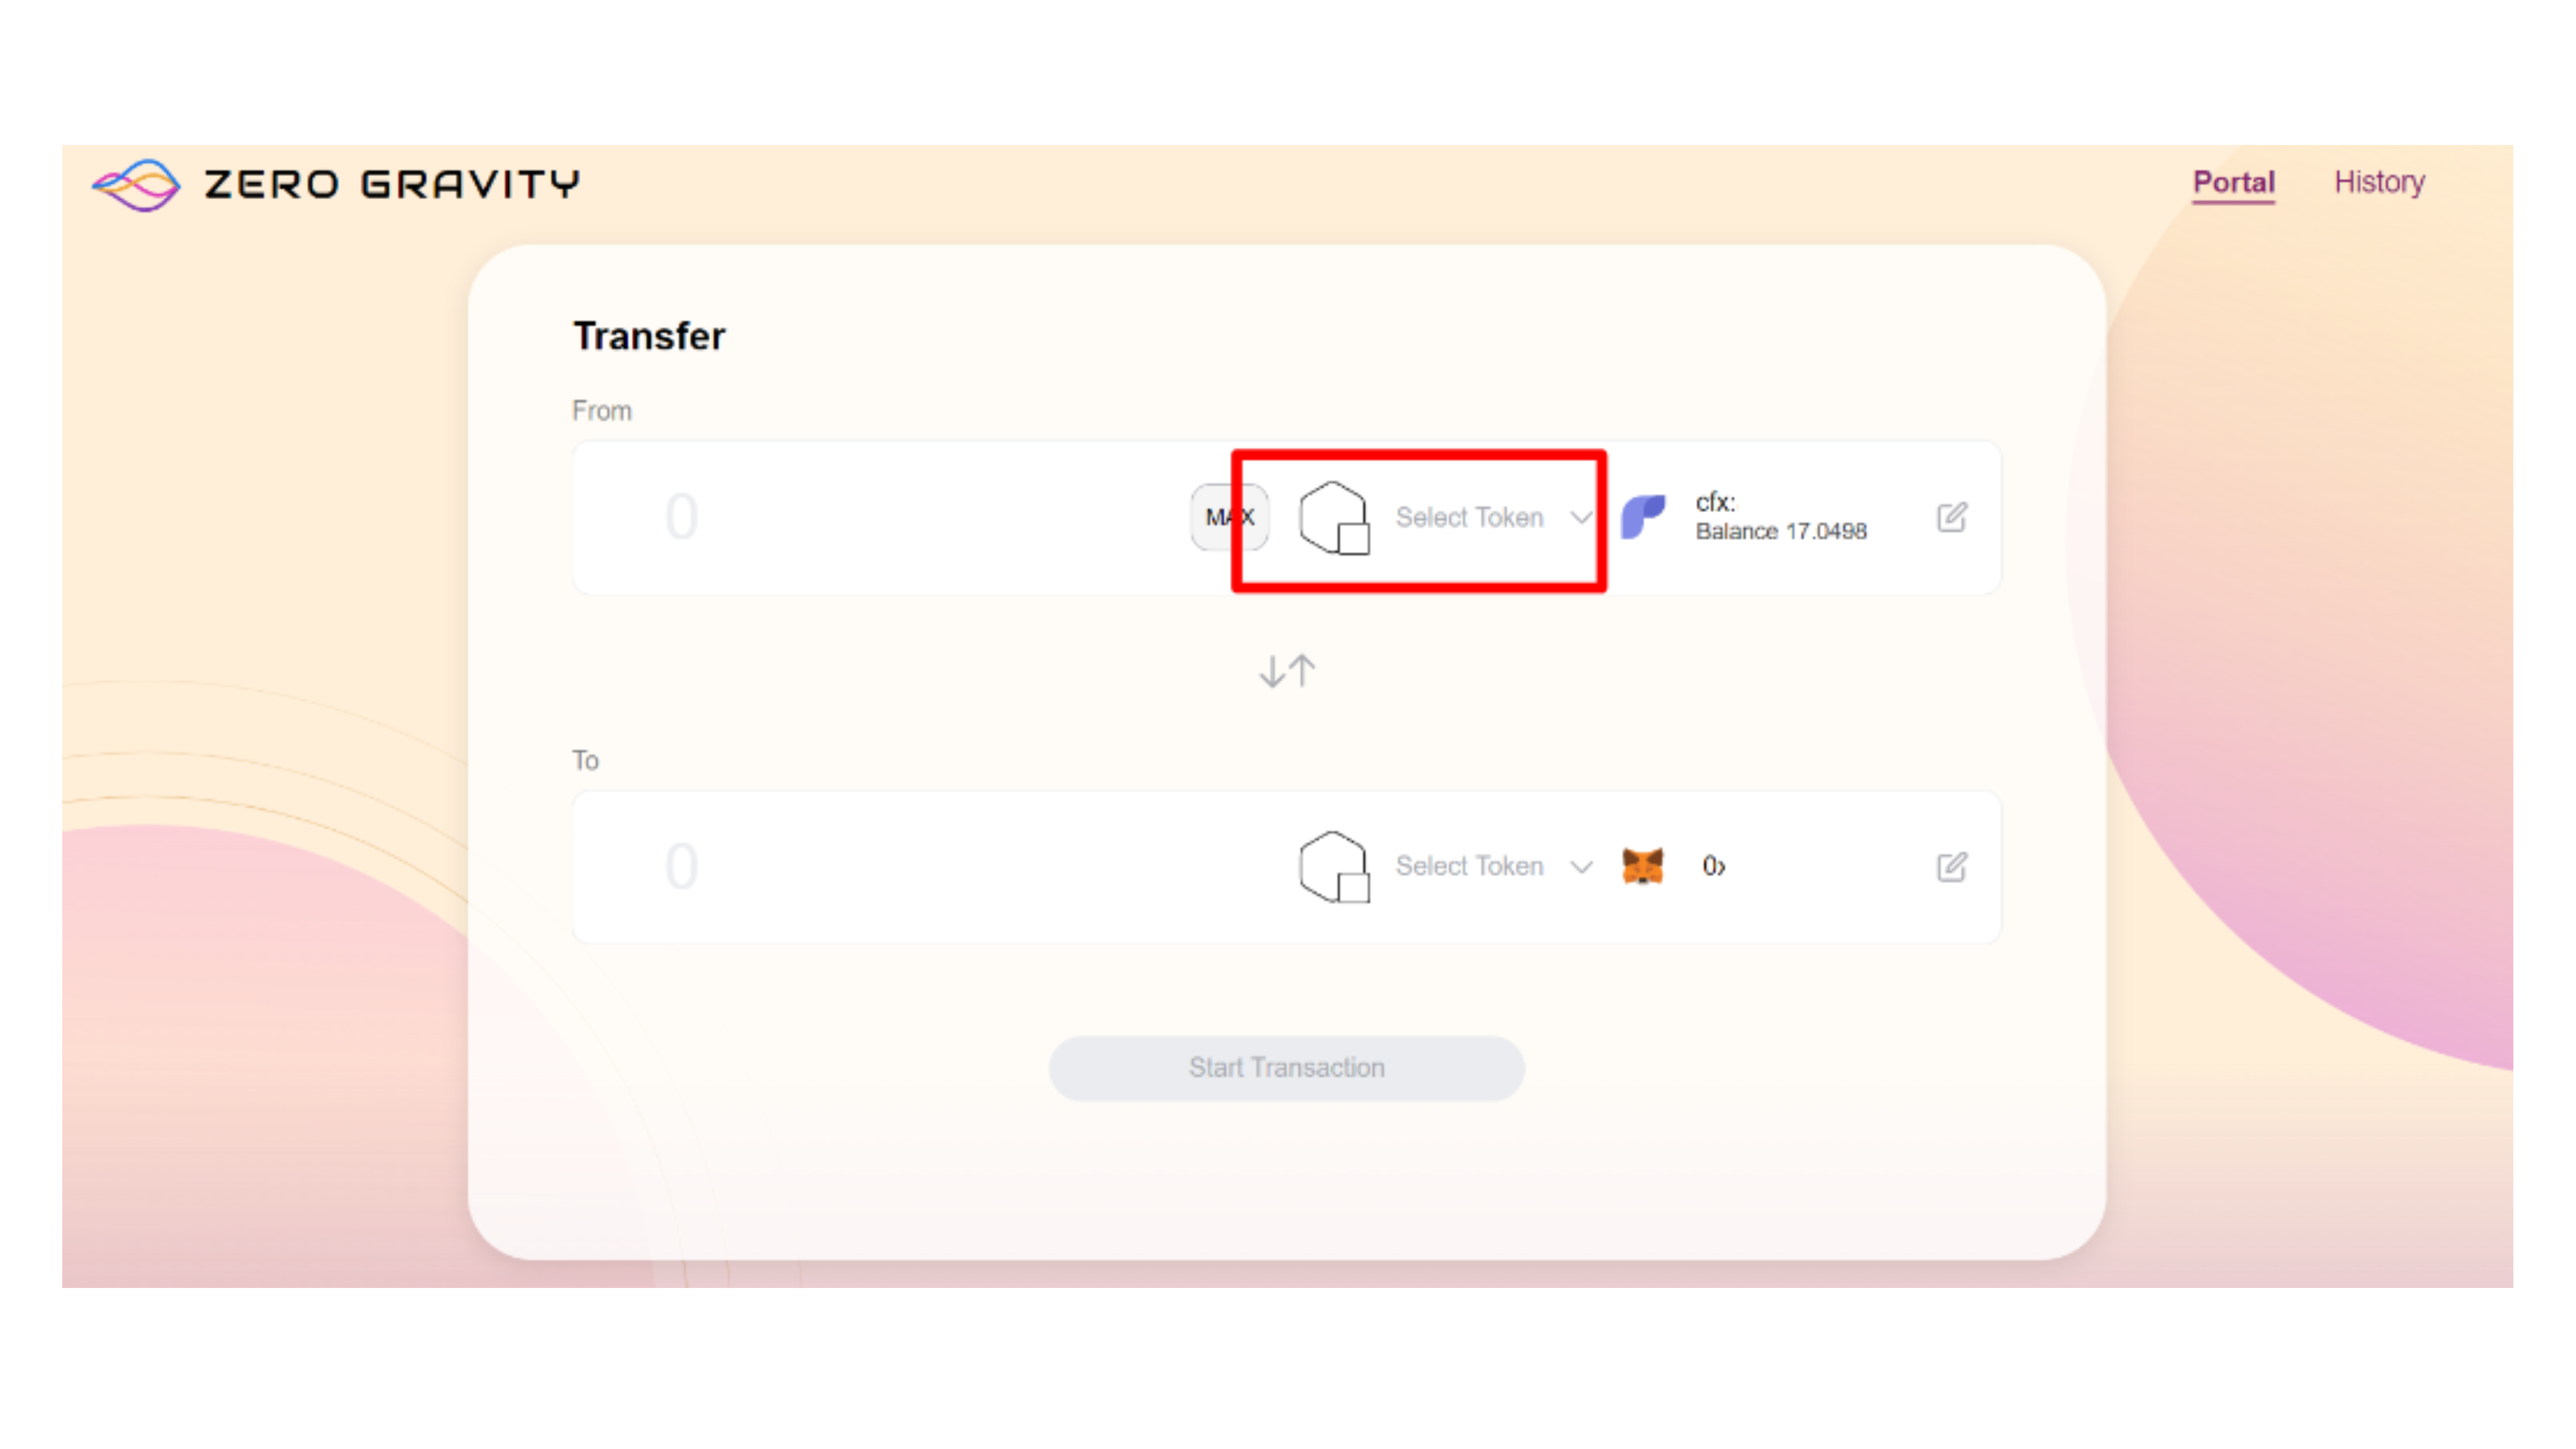 ZERO GRAVITY
Portal
History
Transfer
From
0
MAX
Select Token
cfx:
Balance 17.0498
To
0
Select Token
Start Transaction